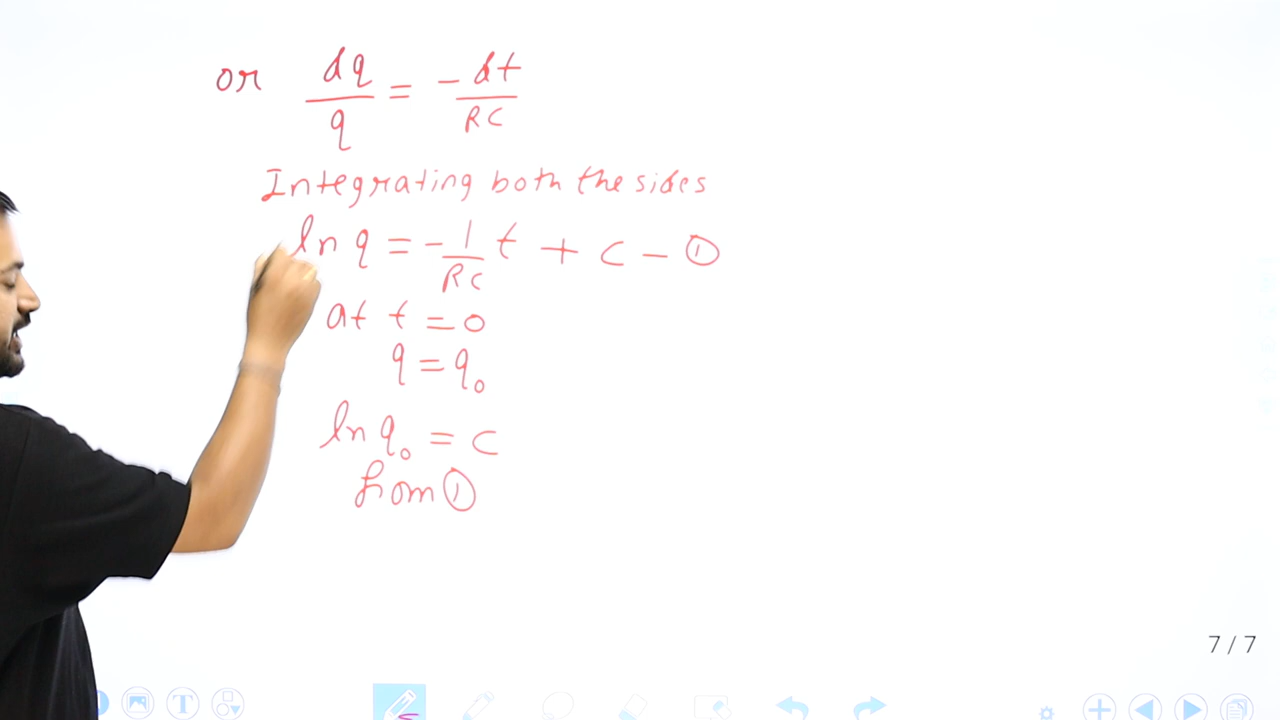 or dq/q = - dt/RC
Integrating both the sides
ln q = - 1/RC t + c - ①
at t = 0
q = q₀
ln q₀ = c
from ①
7 / 7
T